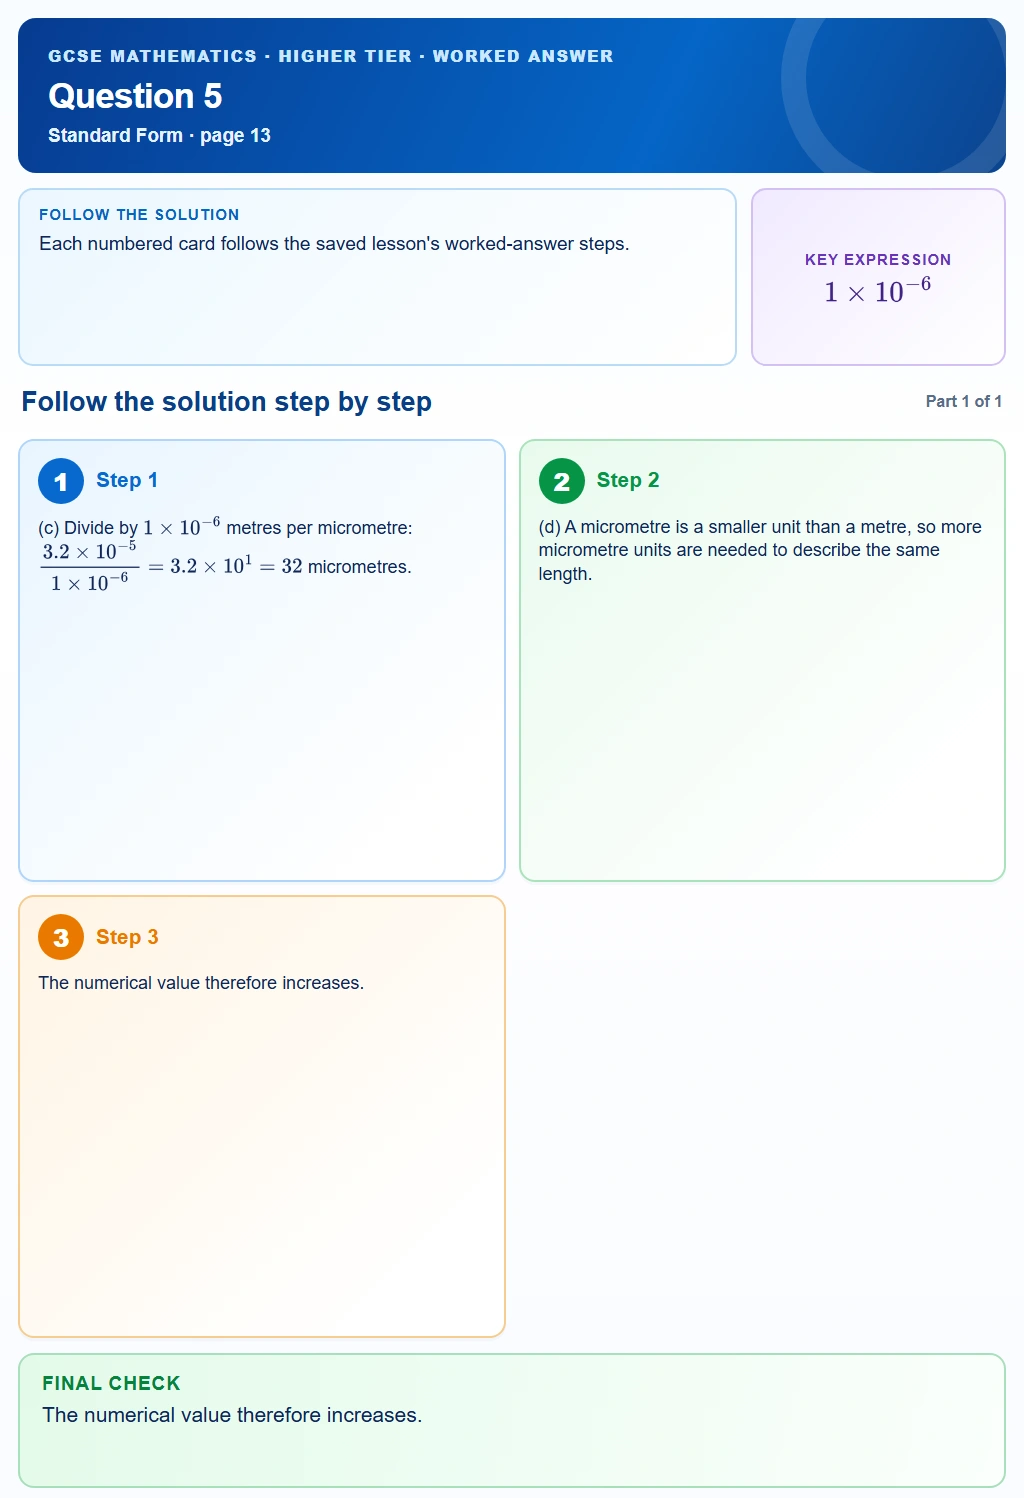 GCSE MATHEMATICS · HIGHER TIER · WORKED ANSWER
Question 5
Standard Form · page 13
FOLLOW THE SOLUTION
Each numbered card follows the saved lesson's worked-answer steps.
KEY EXPRESSION
1 × 10⁻⁶
Follow the solution step by step
Part 1 of 1
1 Step 1
(c) Divide by 1 × 10⁻⁶ metres per micrometre:
3.2 × 10⁻⁵ / 1 × 10⁻⁶ = 3.2 × 10¹ = 32 micrometres.
2 Step 2
(d) A micrometre is a smaller unit than a metre, so more
micrometre units are needed to describe the same
length.
3 Step 3
The numerical value therefore increases.
FINAL CHECK
The numerical value therefore increases.